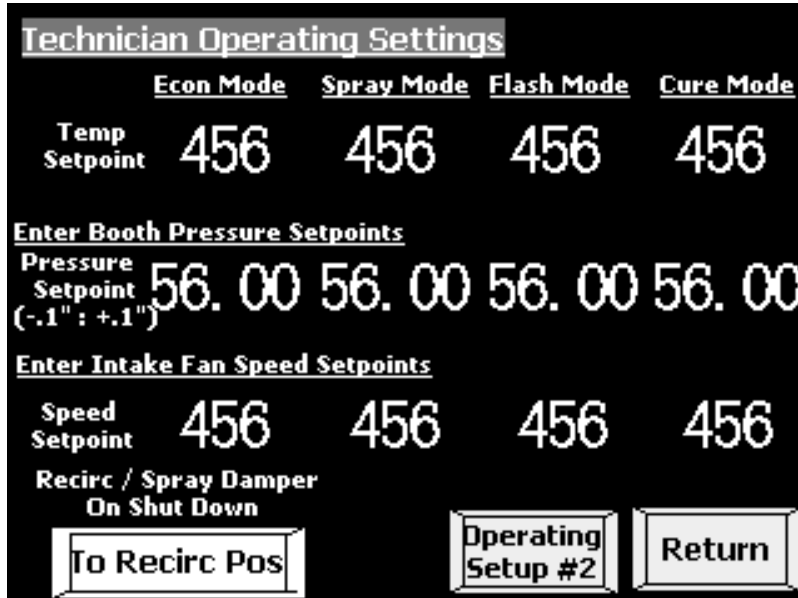 Technician Operating Settings
Econ Mode Spray Mode Flash Mode Cure Mode
Temp
Setpoint 456 456 456 456
Enter Booth Pressure Setpoints
Pressure
Setpoint 56. 00 56. 00 56. 00 56. 00
(-.1" : +.1")
Enter Intake Fan Speed Setpoints
Speed
Setpoint 456 456 456 456
Recirc / Spray Damper
On Shut Down
To Recirc Pos
Operating
Setup #2
Return